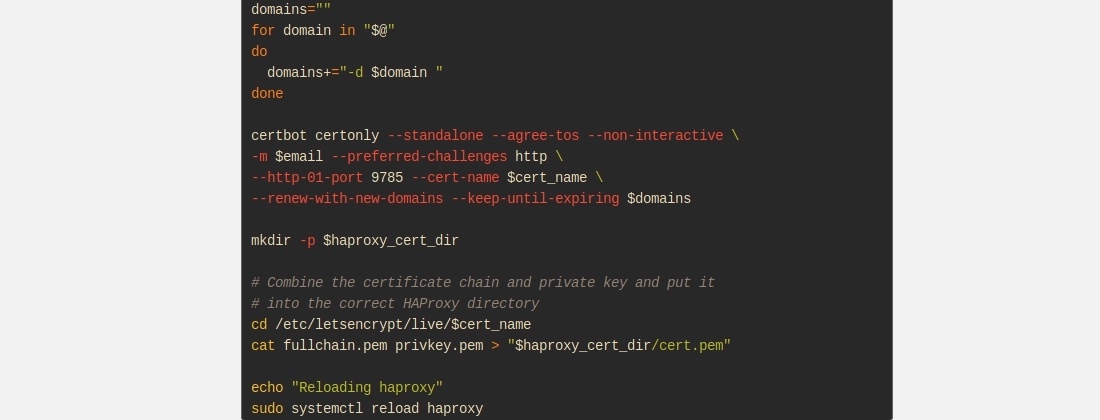 domains=""
for domain in "$@"
do
  domains+="-d $domain "
done

certbot certonly --standalone --agree-tos --non-interactive \
-m $email --preferred-challenges http \
--http-01-port 9785 --cert-name $cert_name \
--renew-with-new-domains --keep-until-expiring $domains

mkdir -p $haproxy_cert_dir

# Combine the certificate chain and private key and put it
# into the correct HAProxy directory
cd /etc/letsencrypt/live/$cert_name
cat fullchain.pem privkey.pem > "$haproxy_cert_dir/cert.pem"

echo "Reloading haproxy"
sudo systemctl reload haproxy